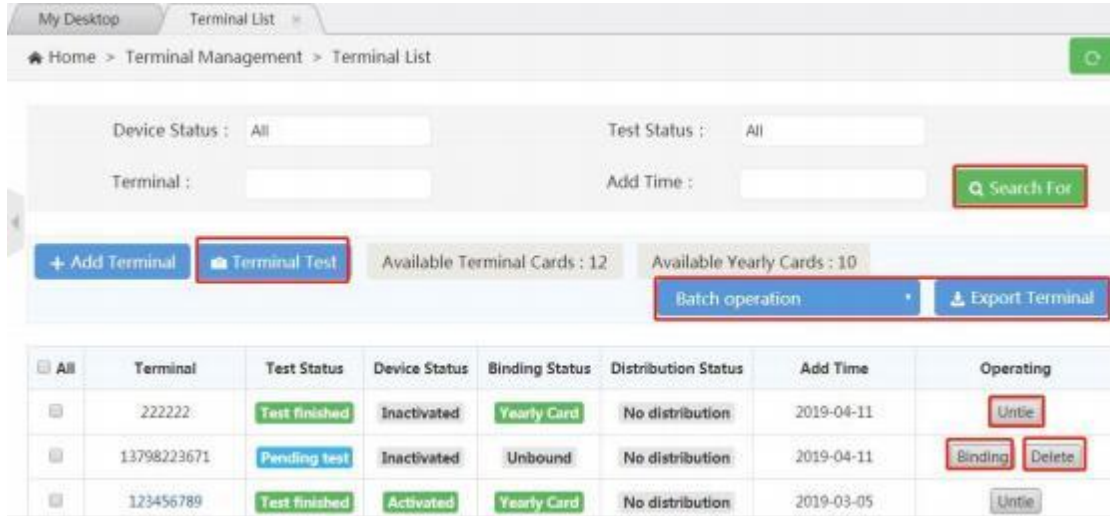 My Desktop Terminal List
Home > Terminal Management > Terminal List
Device Status : All Test Status : All
Terminal : Add Time : Search For
+ Add Terminal Terminal Test Available Terminal Cards : 12 Available Yearly Cards : 10
Batch operation Export Terminal
All Terminal Test Status Device Status Binding Status Distribution Status Add Time Operating
222222 Test finished Inactivated Yearly Card No distribution 2019-04-11 Untie
13798223671 Pending test Inactivated Unbound No distribution 2019-04-11 Binding Delete
123456789 Test finished Activated Yearly Card No distribution 2019-03-05 Untie